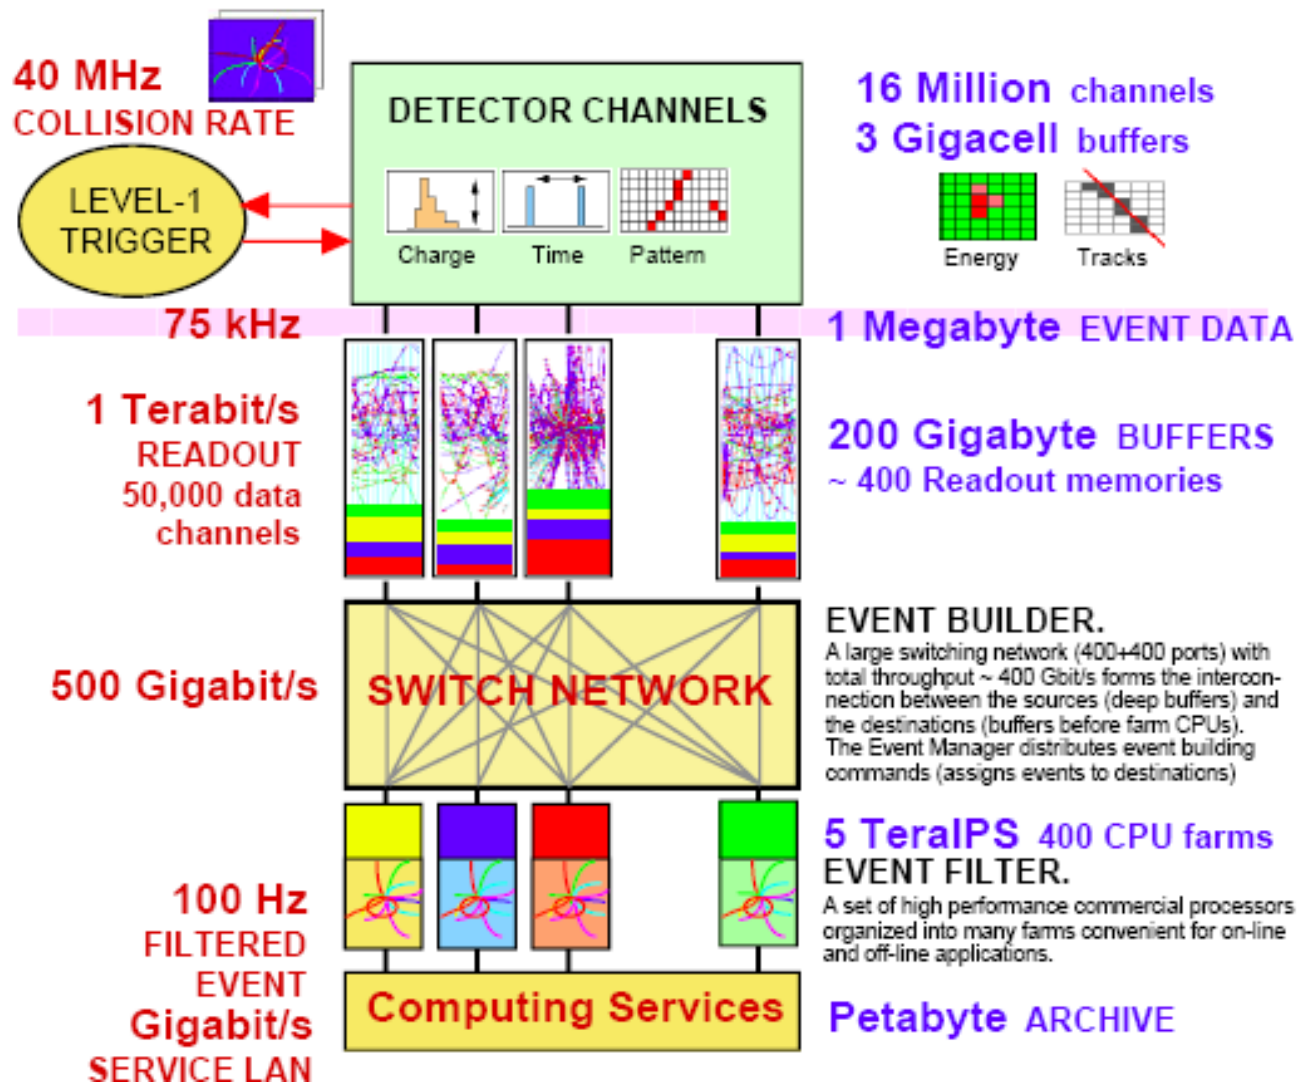 40 MHz
COLLISION RATE
LEVEL-1
TRIGGER
DETECTOR CHANNELS
Charge
Time
Pattern
16 Million channels
3 Gigacell buffers
Energy
Tracks
75 kHz
1 Megabyte EVENT DATA
1 Terabit/s
READOUT
50,000 data
channels
200 Gigabyte BUFFERS
~ 400 Readout memories
500 Gigabit/s
SWITCH NETWORK
EVENT BUILDER.
A large switching network (400+400 ports) with
total throughput ~ 400 Gbit/s forms the intercon-
nection between the sources (deep buffers) and
the destinations (buffers before farm CPUs).
The Event Manager distributes event building
commands (assigns events to destinations)
5 TeraIPS 400 CPU farms
EVENT FILTER.
A set of high performance commercial processors
organized into many farms convenient for on-line
and off-line applications.
100 Hz
FILTERED
EVENT
Gigabit/s
SERVICE LAN
Computing Services
Petabyte ARCHIVE